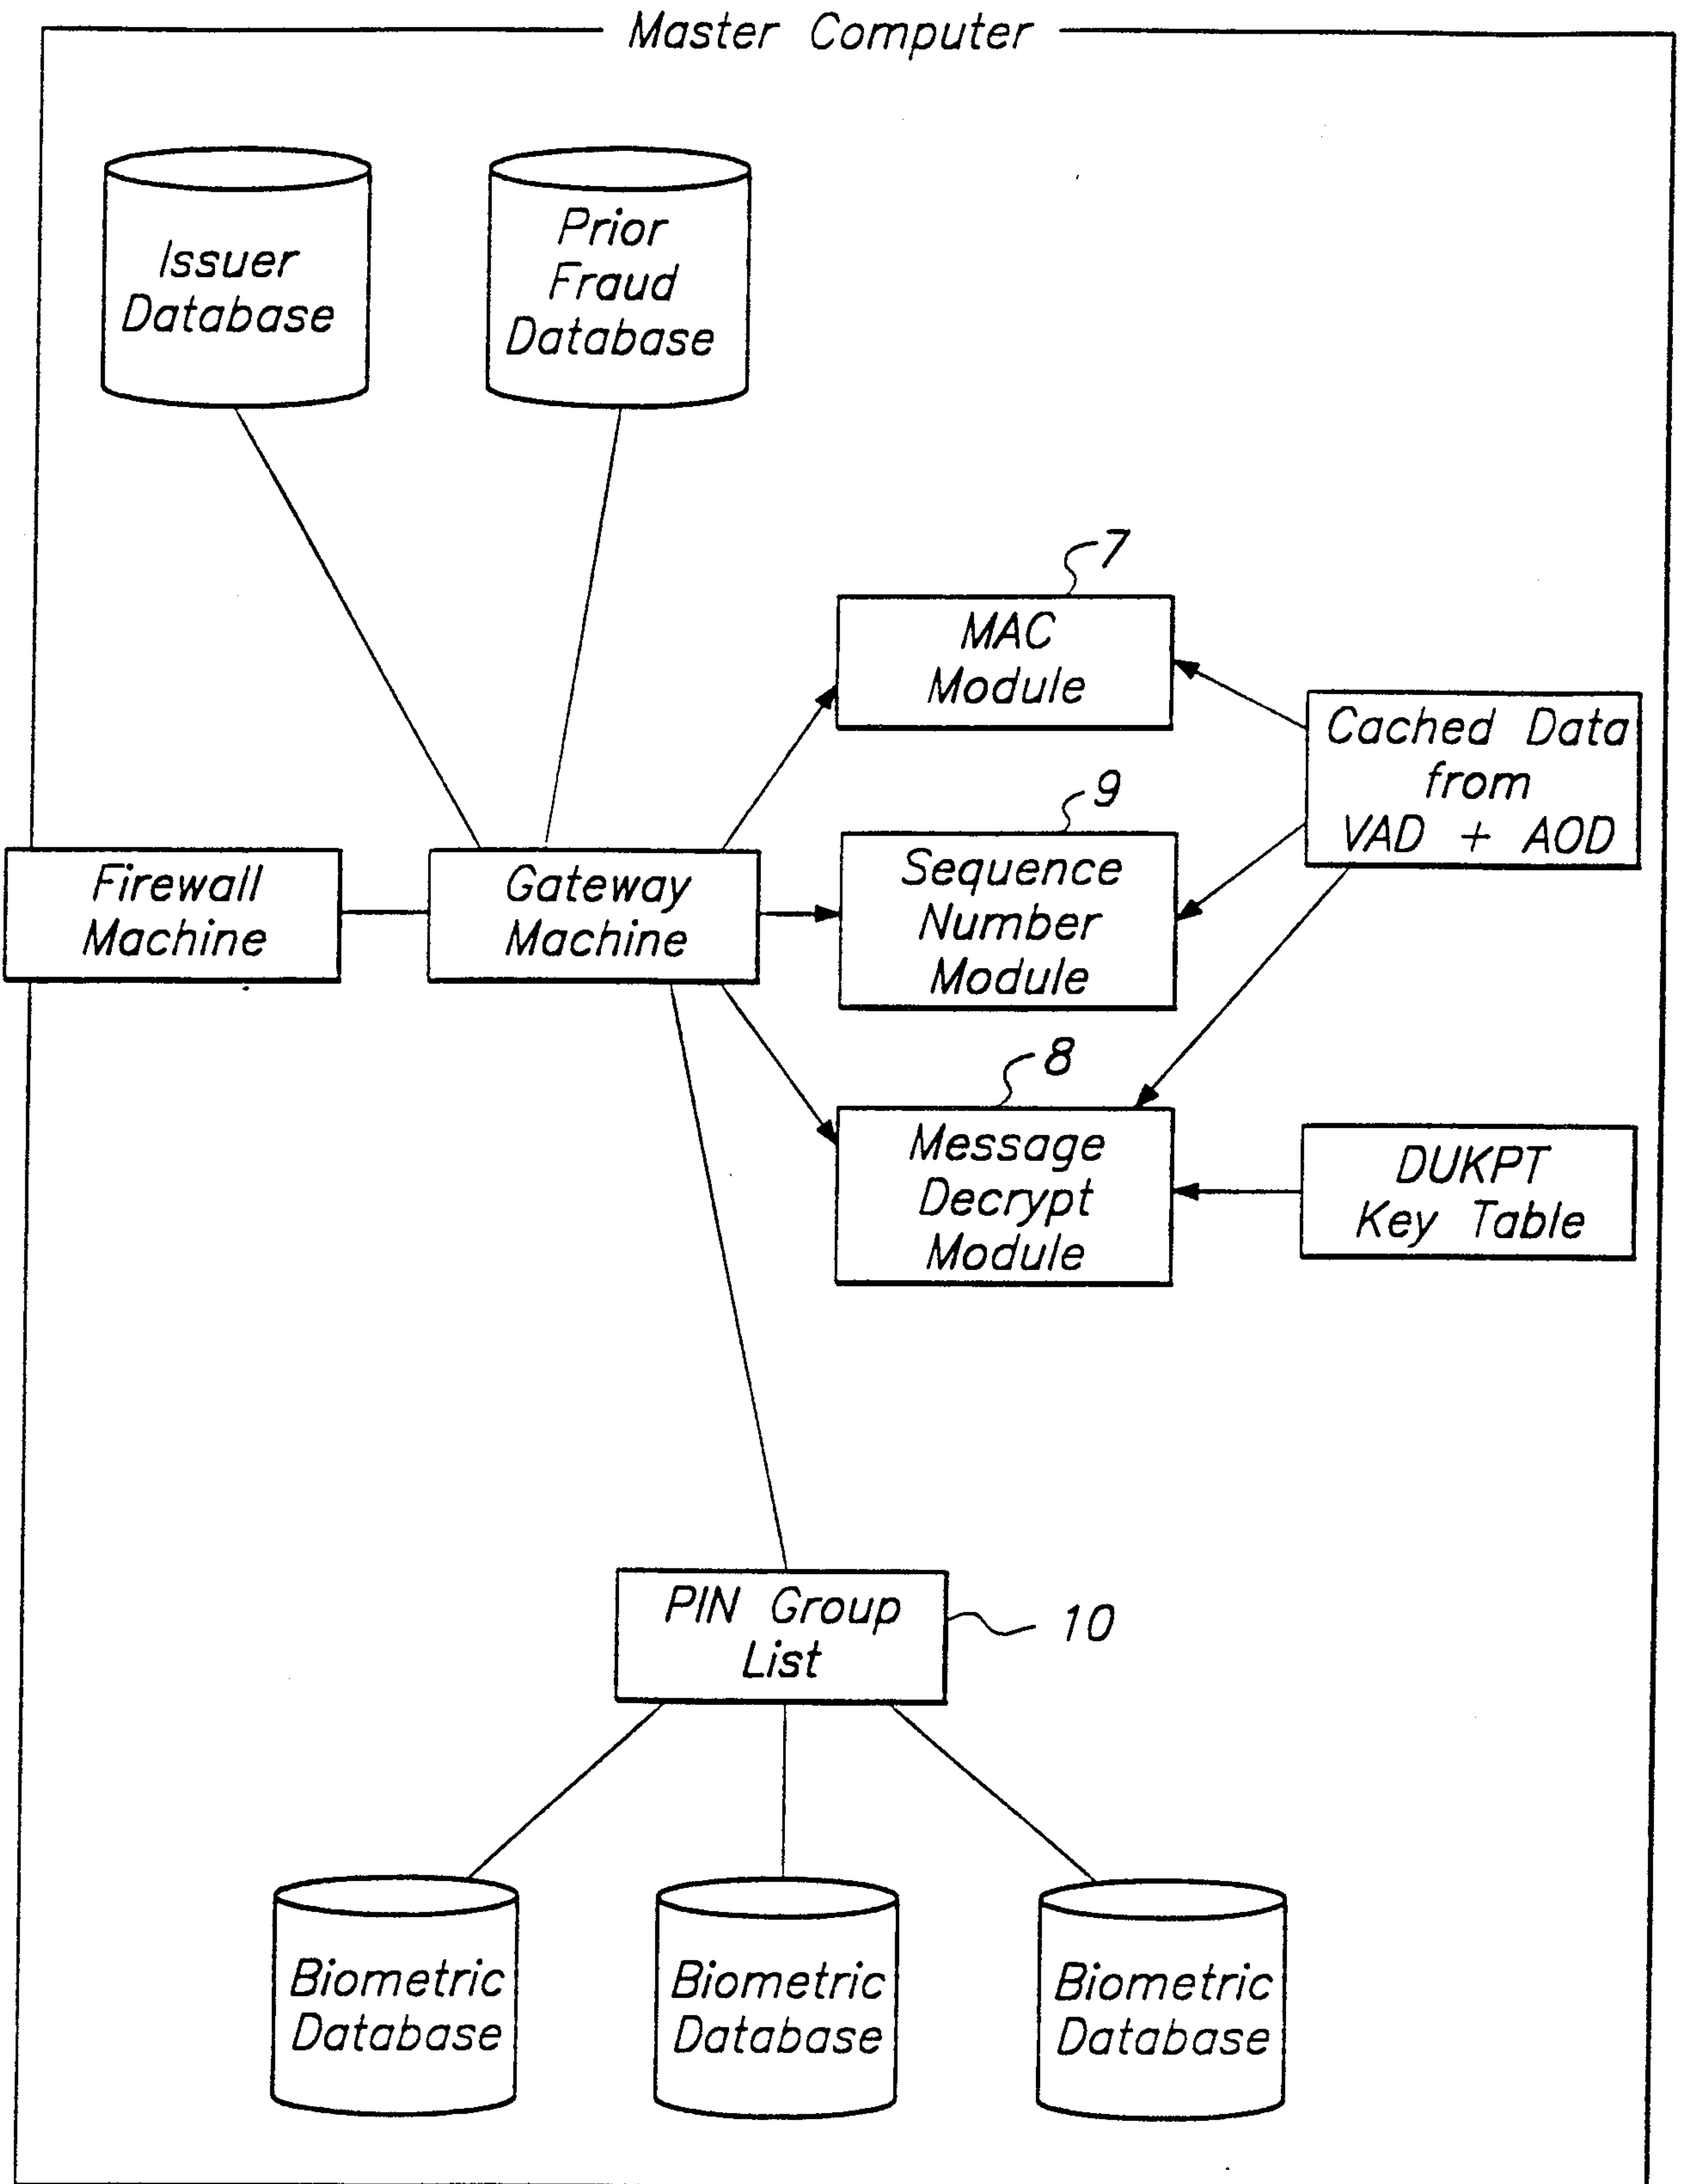 Master Computer
Issuer
Database
Prior
Fraud
Database
7
MAC
Module
Cached Data
from
VAD + AOD
9
Sequence
Number
Module
Firewall
Machine
Gateway
Machine
8
Message
Decrypt
Module
DUKPT
Key Table
PIN Group
List
10
Biometric
Database
Biometric
Database
Biometric
Database